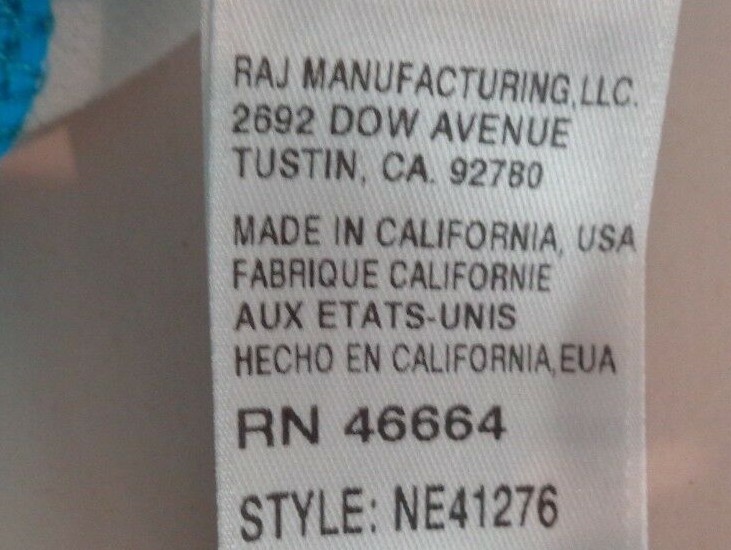 RAJ MANUFACTURING,LLC.
2692 DOW AVENUE
TUSTIN, CA. 92780
MADE IN CALIFORNIA, USA
FABRIQUE CALIFORNIE
AUX ETATS-UNIS
HECHO EN CALIFORNIA,EUA
RN 46664
STYLE: NE41276